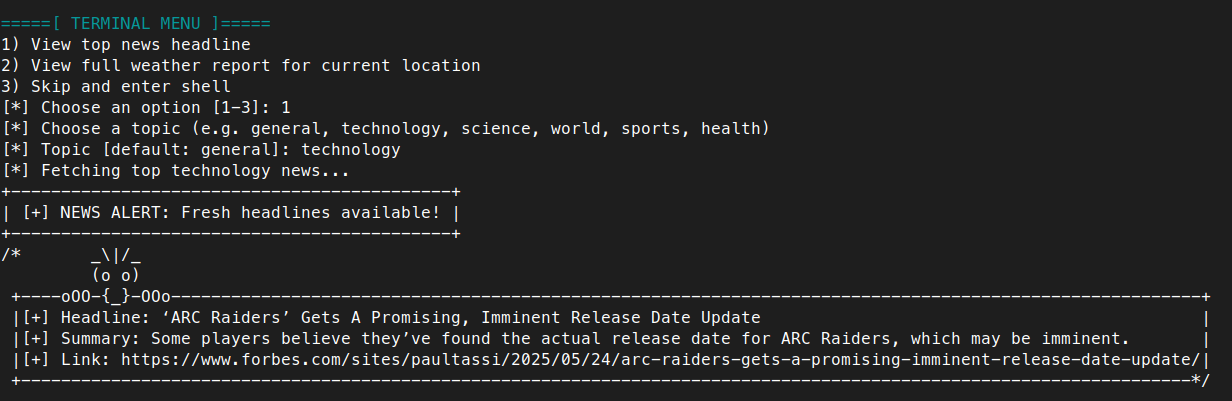 =====[ TERMINAL MENU ]=====
1) View top news headline
2) View full weather report for current location
3) Skip and enter shell
[*] Choose an option [1-3]: 1
[*] Choose a topic (e.g. general, technology, science, world, sports, health)
[*] Topic [default: general]: technology
[*] Fetching top technology news...
+--------------------------------------------+
| [+] NEWS ALERT: Fresh headlines available! |
+--------------------------------------------+
/*       _\|/_
         (o o)
 +----oOO-{_}-OOo-------------------------------------------------------------------------------------------------------+
 |[+] Headline: ‘ARC Raiders’ Gets A Promising, Imminent Release Date Update                                            |
 |[+] Summary: Some players believe they’ve found the actual release date for ARC Raiders, which may be imminent.       |
 |[+] Link: https://www.forbes.com/sites/paultassi/2025/05/24/arc-raiders-gets-a-promising-imminent-release-date-update/|
 +---------------------------------------------------------------------------------------------------------------------*/